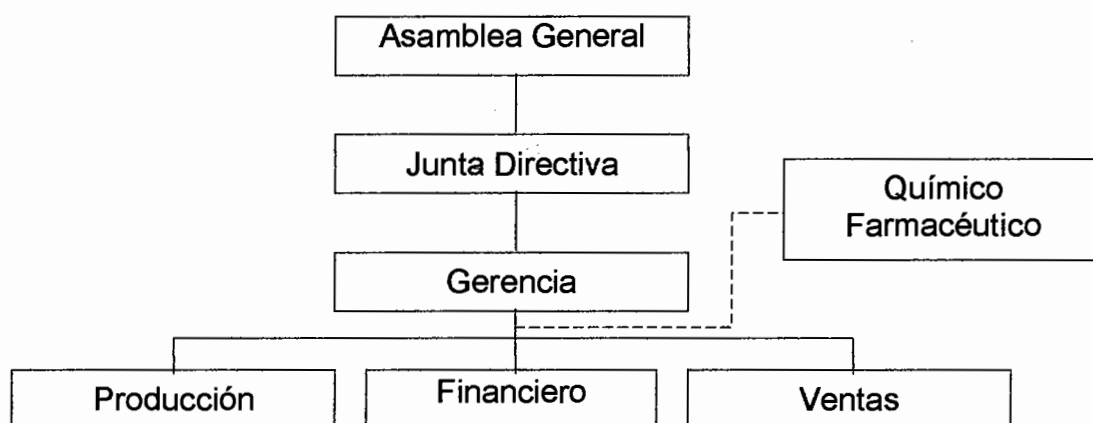 Asamblea General
Junta Directiva
Químico
Farmacéutico
Gerencia
Producción
Financiero
Ventas